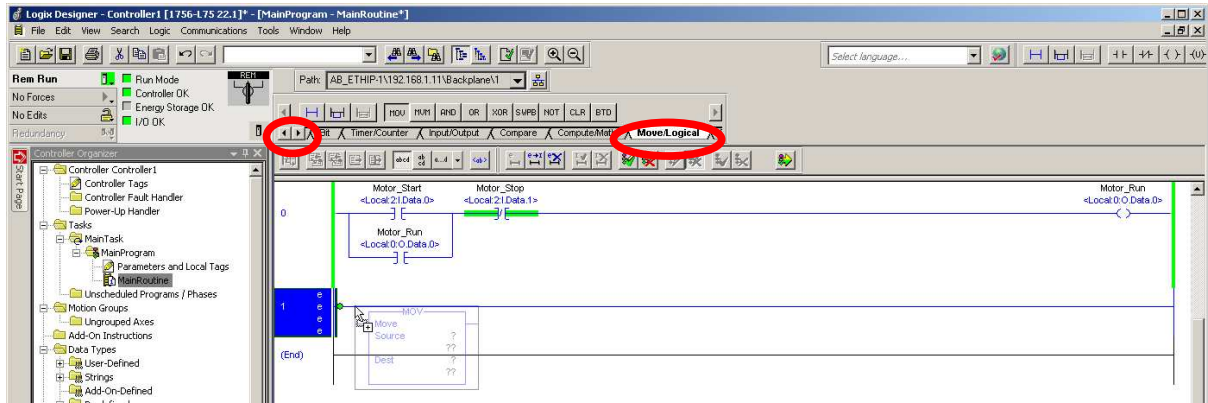 Logix Designer - Controller1 [1756-L75 22.1]* - [MainProgram - MainRoutine*]
File Edit View Search Logic Communications Tools Window Help
Select language...
Rem Run
Run Mode
No Forces
Controller OK
No Edits
Energy Storage OK
Redundancy
I/O OK
REM
Path: AB_ETHIP-1\192.168.1.11\Backplane\1
MOV MVM AND OR XOR SWPB NOT CLR BTD
Bit Timer/Counter Input/Output Compare Compute/Math Move/Logical
Start Page
Controller Organizer
Controller Controller1
Controller Tags
Controller Fault Handler
Power-Up Handler
Tasks
MainTask
MainProgram
Parameters and Local Tags
MainRoutine
Unscheduled Programs / Phases
Motion Groups
Ungrouped Axes
Add-On Instructions
Data Types
User-Defined
Strings
Add-On-Defined
Motor_Start
<Local:2:I.Data.0>
Motor_Stop
<Local:2:I.Data.1>
Motor_Run
<Local:0:O.Data.0>
0
Motor_Run
<Local:0:O.Data.0>
1
e
e
e
e
MOV
Move
Source ?
??
Dest ?
??
(End)